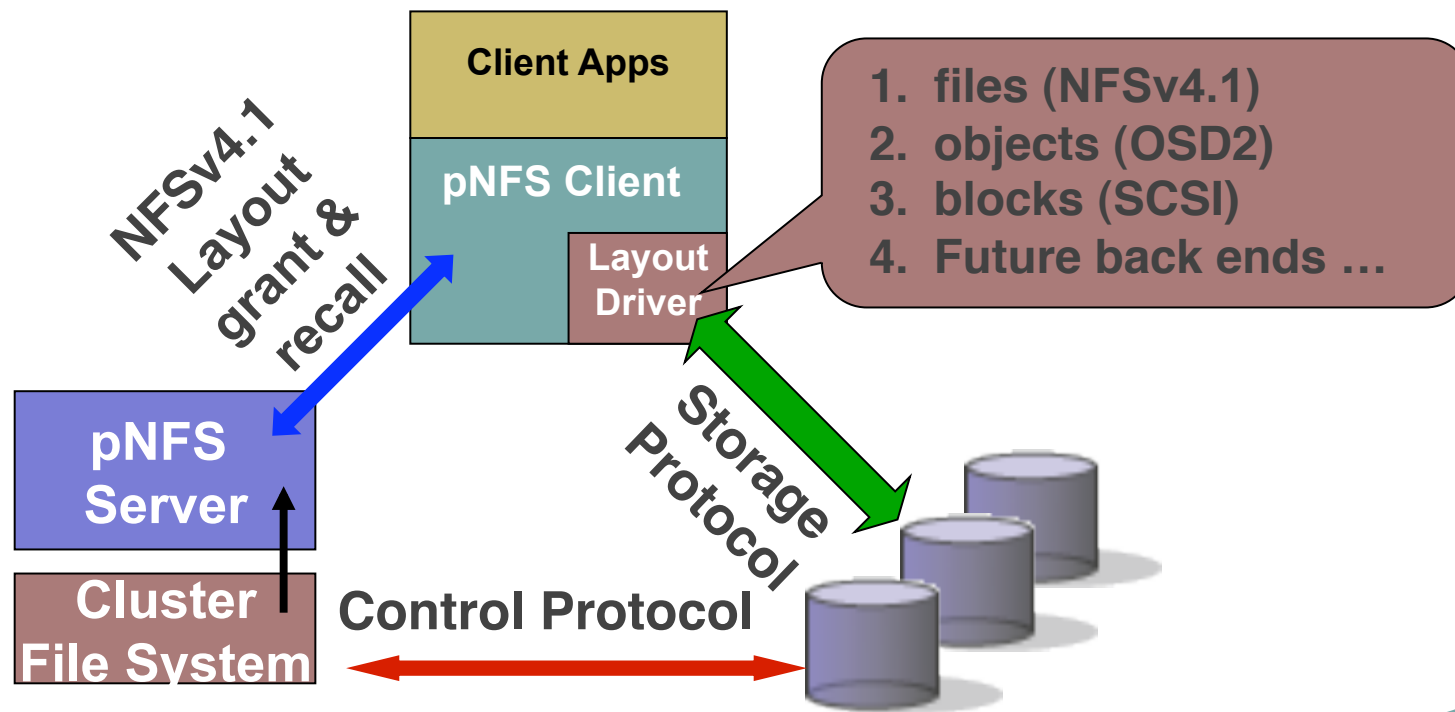 Client Apps
pNFS Client
Layout
Driver
1. files (NFSv4.1)
2. objects (OSD2)
3. blocks (SCSI)
4. Future back ends …
NFSv4.1
Layout
grant &
recall
pNFS
Server
Cluster
File System
Storage
Protocol
Control Protocol